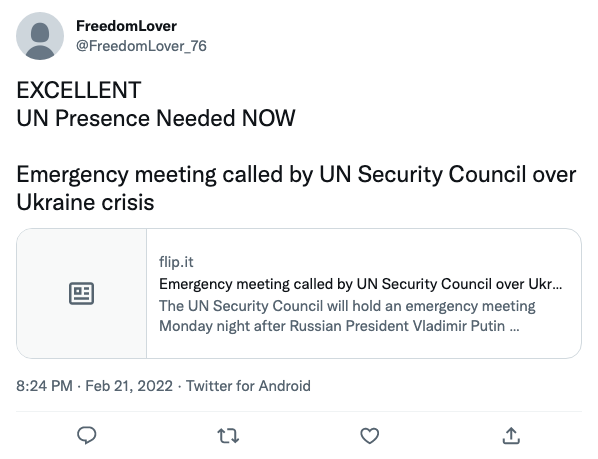 FreedomLover
@FreedomLover_76
EXCELLENT
UN Presence Needed NOW
Emergency meeting called by UN Security Council over
Ukraine crisis
flip.it
Emergency meeting called by UN Security Council over Ukr...
The UN Security Council will hold an emergency meeting
Monday night after Russian President Vladimir Putin ...
8:24 PM · Feb 21, 2022 · Twitter for Android